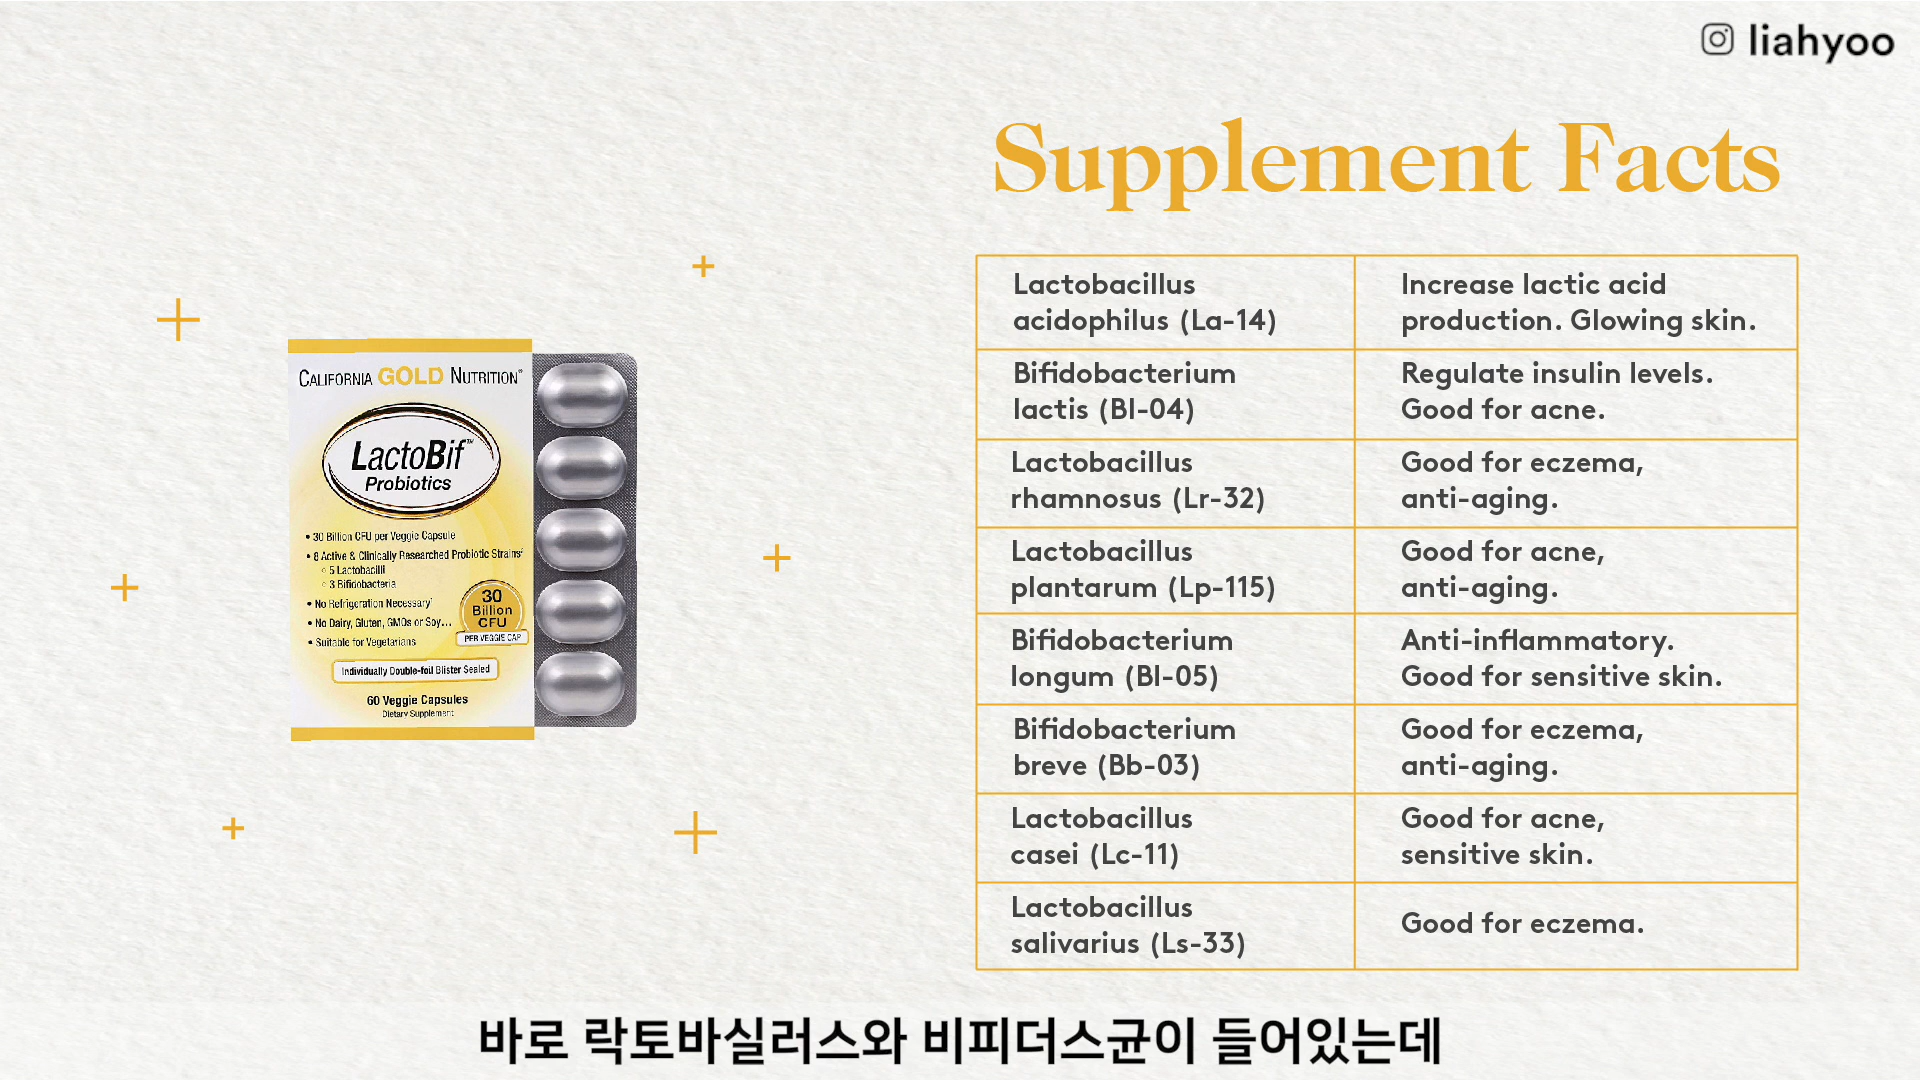 liahyoo
Supplement Facts
CALIFORNIA GOLD NUTRITION®
LactoBif™
Probiotics
• 30 Billion CFU per Veggie Capsule
• 8 Active & Clinically Researched Probiotic Strains‡
○ 5 Lactobacilli
○ 3 Bifidobacteria
• No Refrigeration Necessary†
• No Dairy, Gluten, GMOs or Soy...
• Suitable for Vegetarians
30
Billion
CFU
PER VEGGIE CAP
Individually Double-foil Blister Sealed
60 Veggie Capsules
Dietary Supplement
Lactobacillus
acidophilus (La-14)
Increase lactic acid
production. Glowing skin.
Bifidobacterium
lactis (Bl-04)
Regulate insulin levels.
Good for acne.
Lactobacillus
rhamnosus (Lr-32)
Good for eczema,
anti-aging.
Lactobacillus
plantarum (Lp-115)
Good for acne,
anti-aging.
Bifidobacterium
longum (Bl-05)
Anti-inflammatory.
Good for sensitive skin.
Bifidobacterium
breve (Bb-03)
Good for eczema,
anti-aging.
Lactobacillus
casei (Lc-11)
Good for acne,
sensitive skin.
Lactobacillus
salivarius (Ls-33)
Good for eczema.
바로 락토바실러스와 비피더스균이 들어있는데